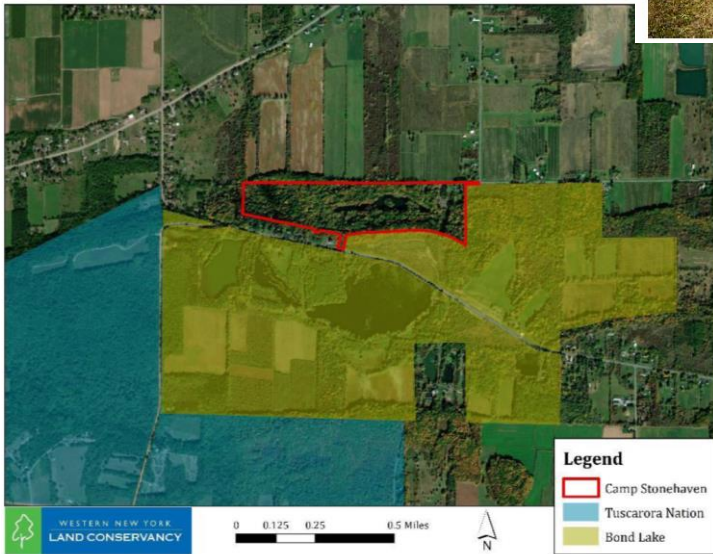 Legend
Camp Stonehaven
Tuscarora Nation
Bond Lake
WESTERN NEW YORK
LAND CONSERVANCY
0 0.125 0.25 0.5 Miles
N